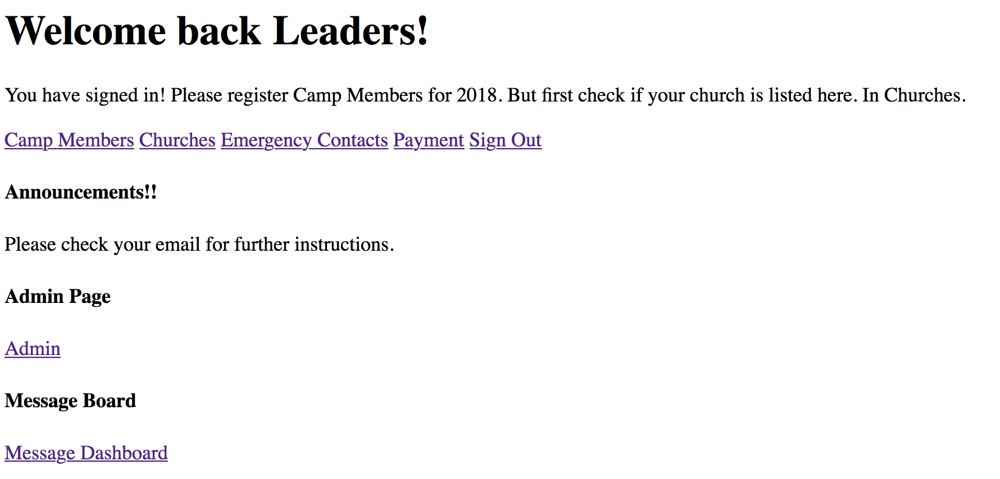 Welcome back Leaders!
You have signed in! Please register Camp Members for 2018. But first check if your church is listed here. In Churches.
Camp Members Churches Emergency Contacts Payment Sign Out
Announcements!!
Please check your email for further instructions.
Admin Page
Admin
Message Board
Message Dashboard